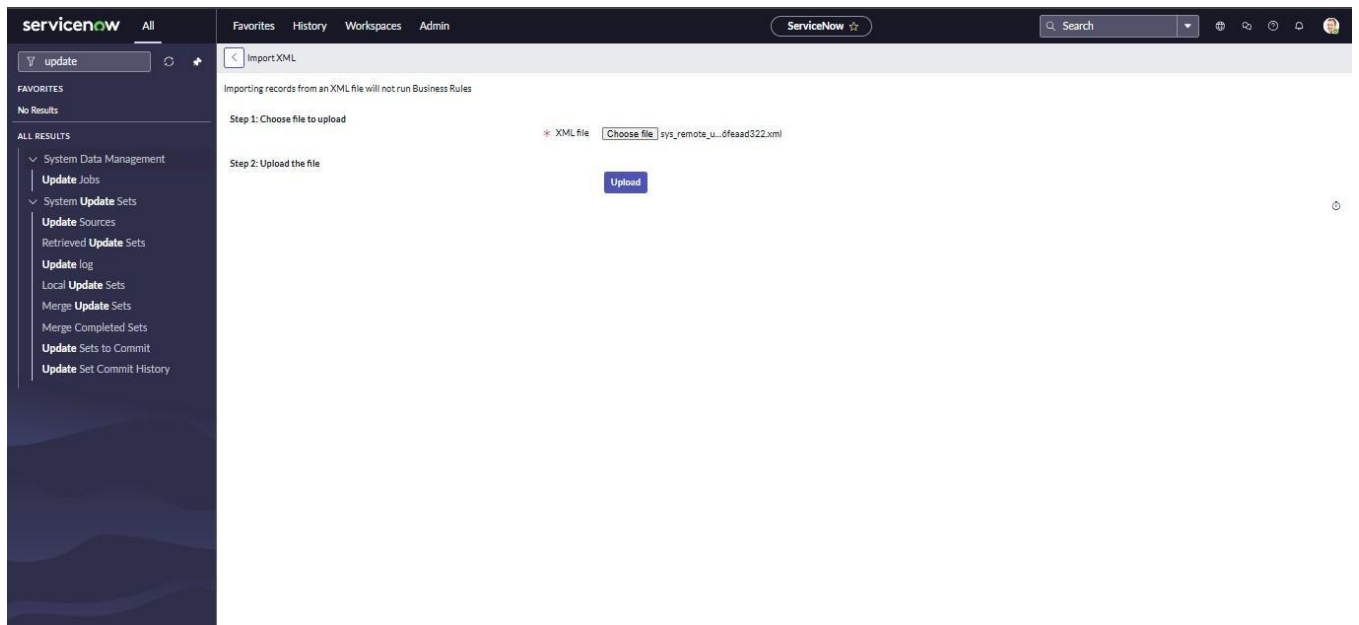 servicenow All Favorites History Workspaces Admin ServiceNow Search
update Import XML
FAVORITES
No Results
ALL RESULTS
System Data Management
Update Jobs
System Update Sets
Update Sources
Retrieved Update Sets
Update log
Local Update Sets
Merge Update Sets
Merge Completed Sets
Update Sets to Commit
Update Set Commit History
Importing records from an XML file will not run Business Rules
Step 1: Choose file to upload
* XML file Choose file sys_remote_u...6feaad322.xml
Step 2: Upload the file
Upload